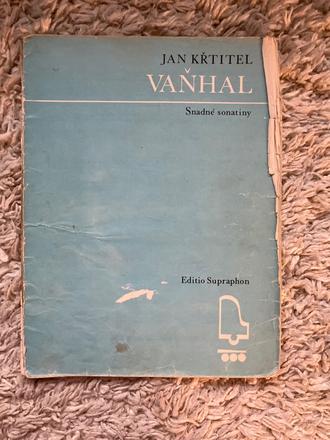 JAN KŘTITEL
VAŇHAL
Snadné sonatiny
Editio Supraphon